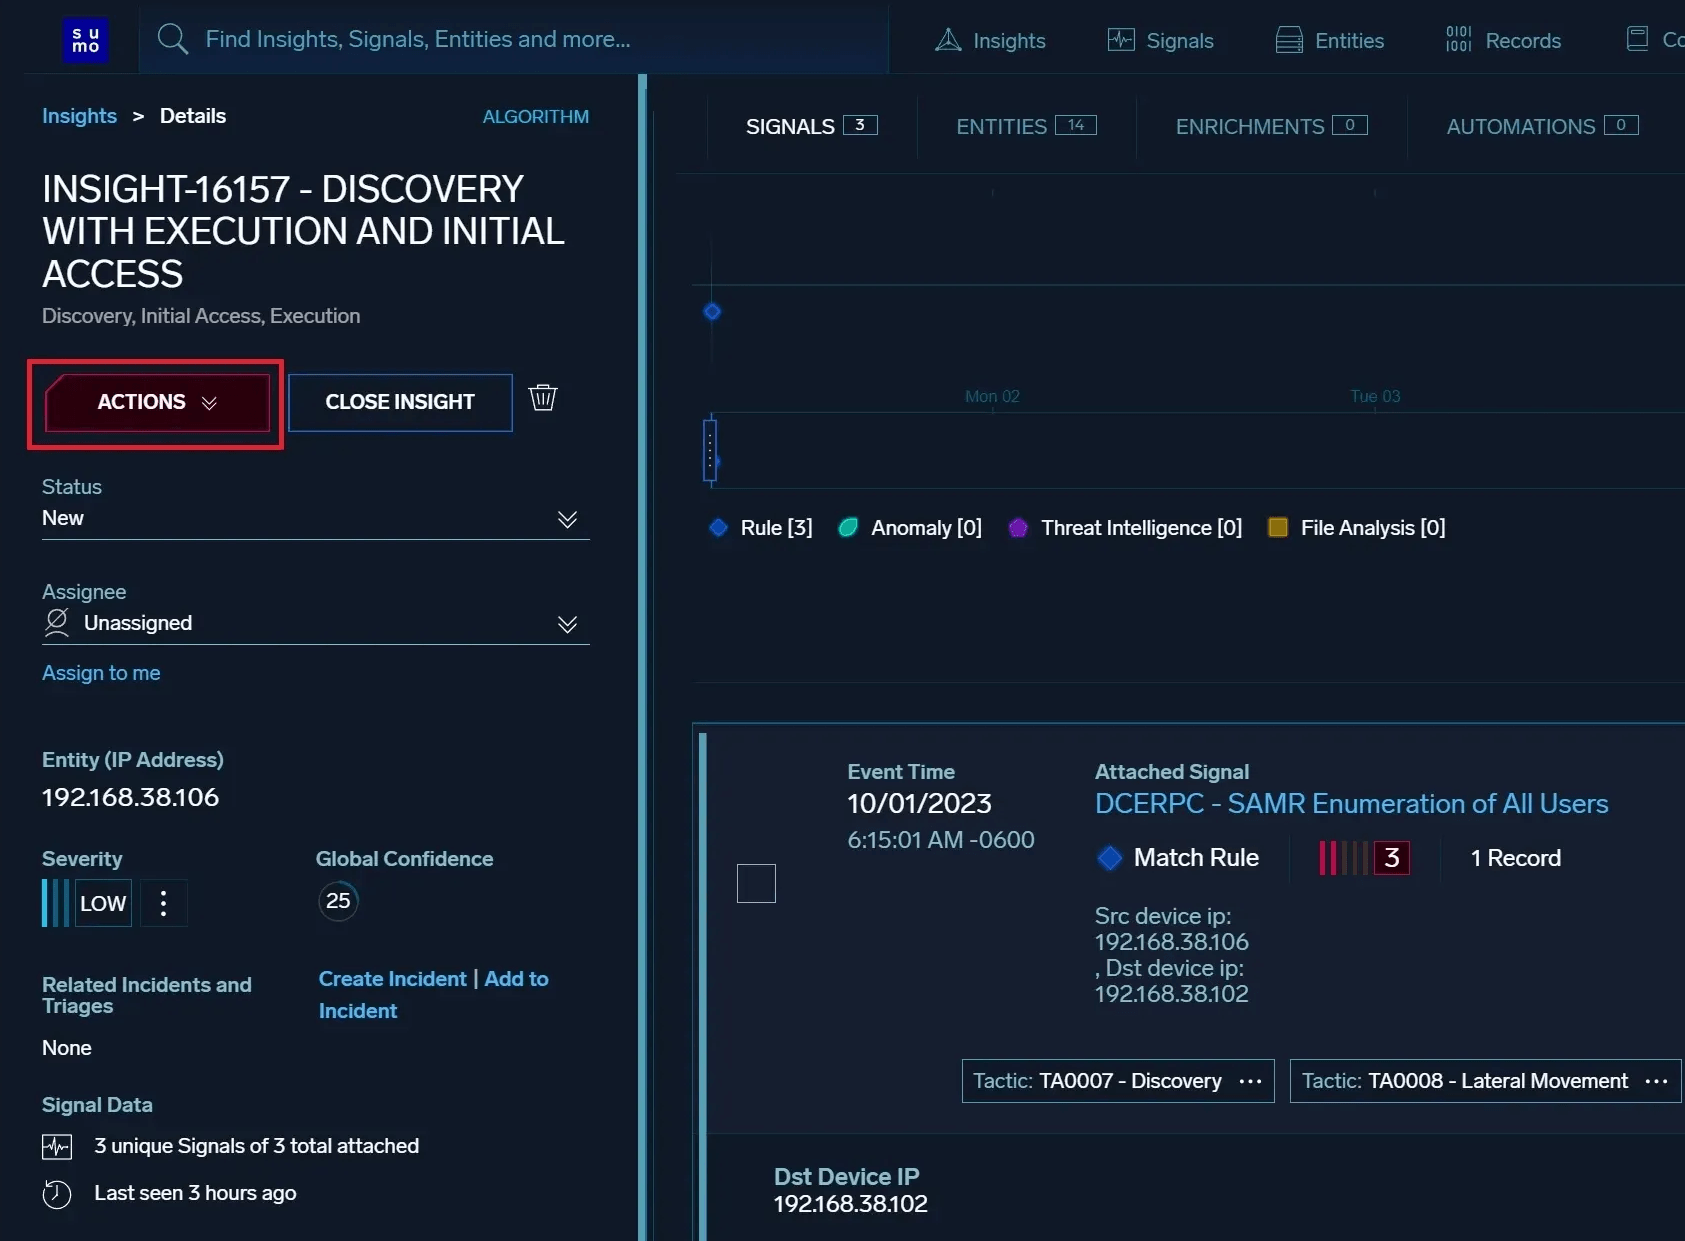 su
mo
Find Insights, Signals, Entities and more...
Insights
Signals
Entities
Records
Insights > Details
ALGORITHM
INSIGHT-16157 - DISCOVERY
WITH EXECUTION AND INITIAL
ACCESS
Discovery, Initial Access, Execution
ACTIONS
CLOSE INSIGHT
Status
New
Assignee
Unassigned
Assign to me
Entity (IP Address)
192.168.38.106
Severity
LOW
Global Confidence
25
Related Incidents and
Triages
Create Incident | Add to
Incident
None
Signal Data
3 unique Signals of 3 total attached
Last seen 3 hours ago
SIGNALS 3
ENTITIES 14
ENRICHMENTS 0
AUTOMATIONS 0
Mon 02
Tue 03
Rule [3]
Anomaly [0]
Threat Intelligence [0]
File Analysis [0]
Event Time
10/01/2023
6:15:01 AM -0600
Attached Signal
DCERPC - SAMR Enumeration of All Users
Match Rule
3
1 Record
Src device ip:
192.168.38.106
, Dst device ip:
192.168.38.102
Tactic: TA0007 - Discovery ...
Tactic: TA0008 - Lateral Movement ...
Dst Device IP
192.168.38.102